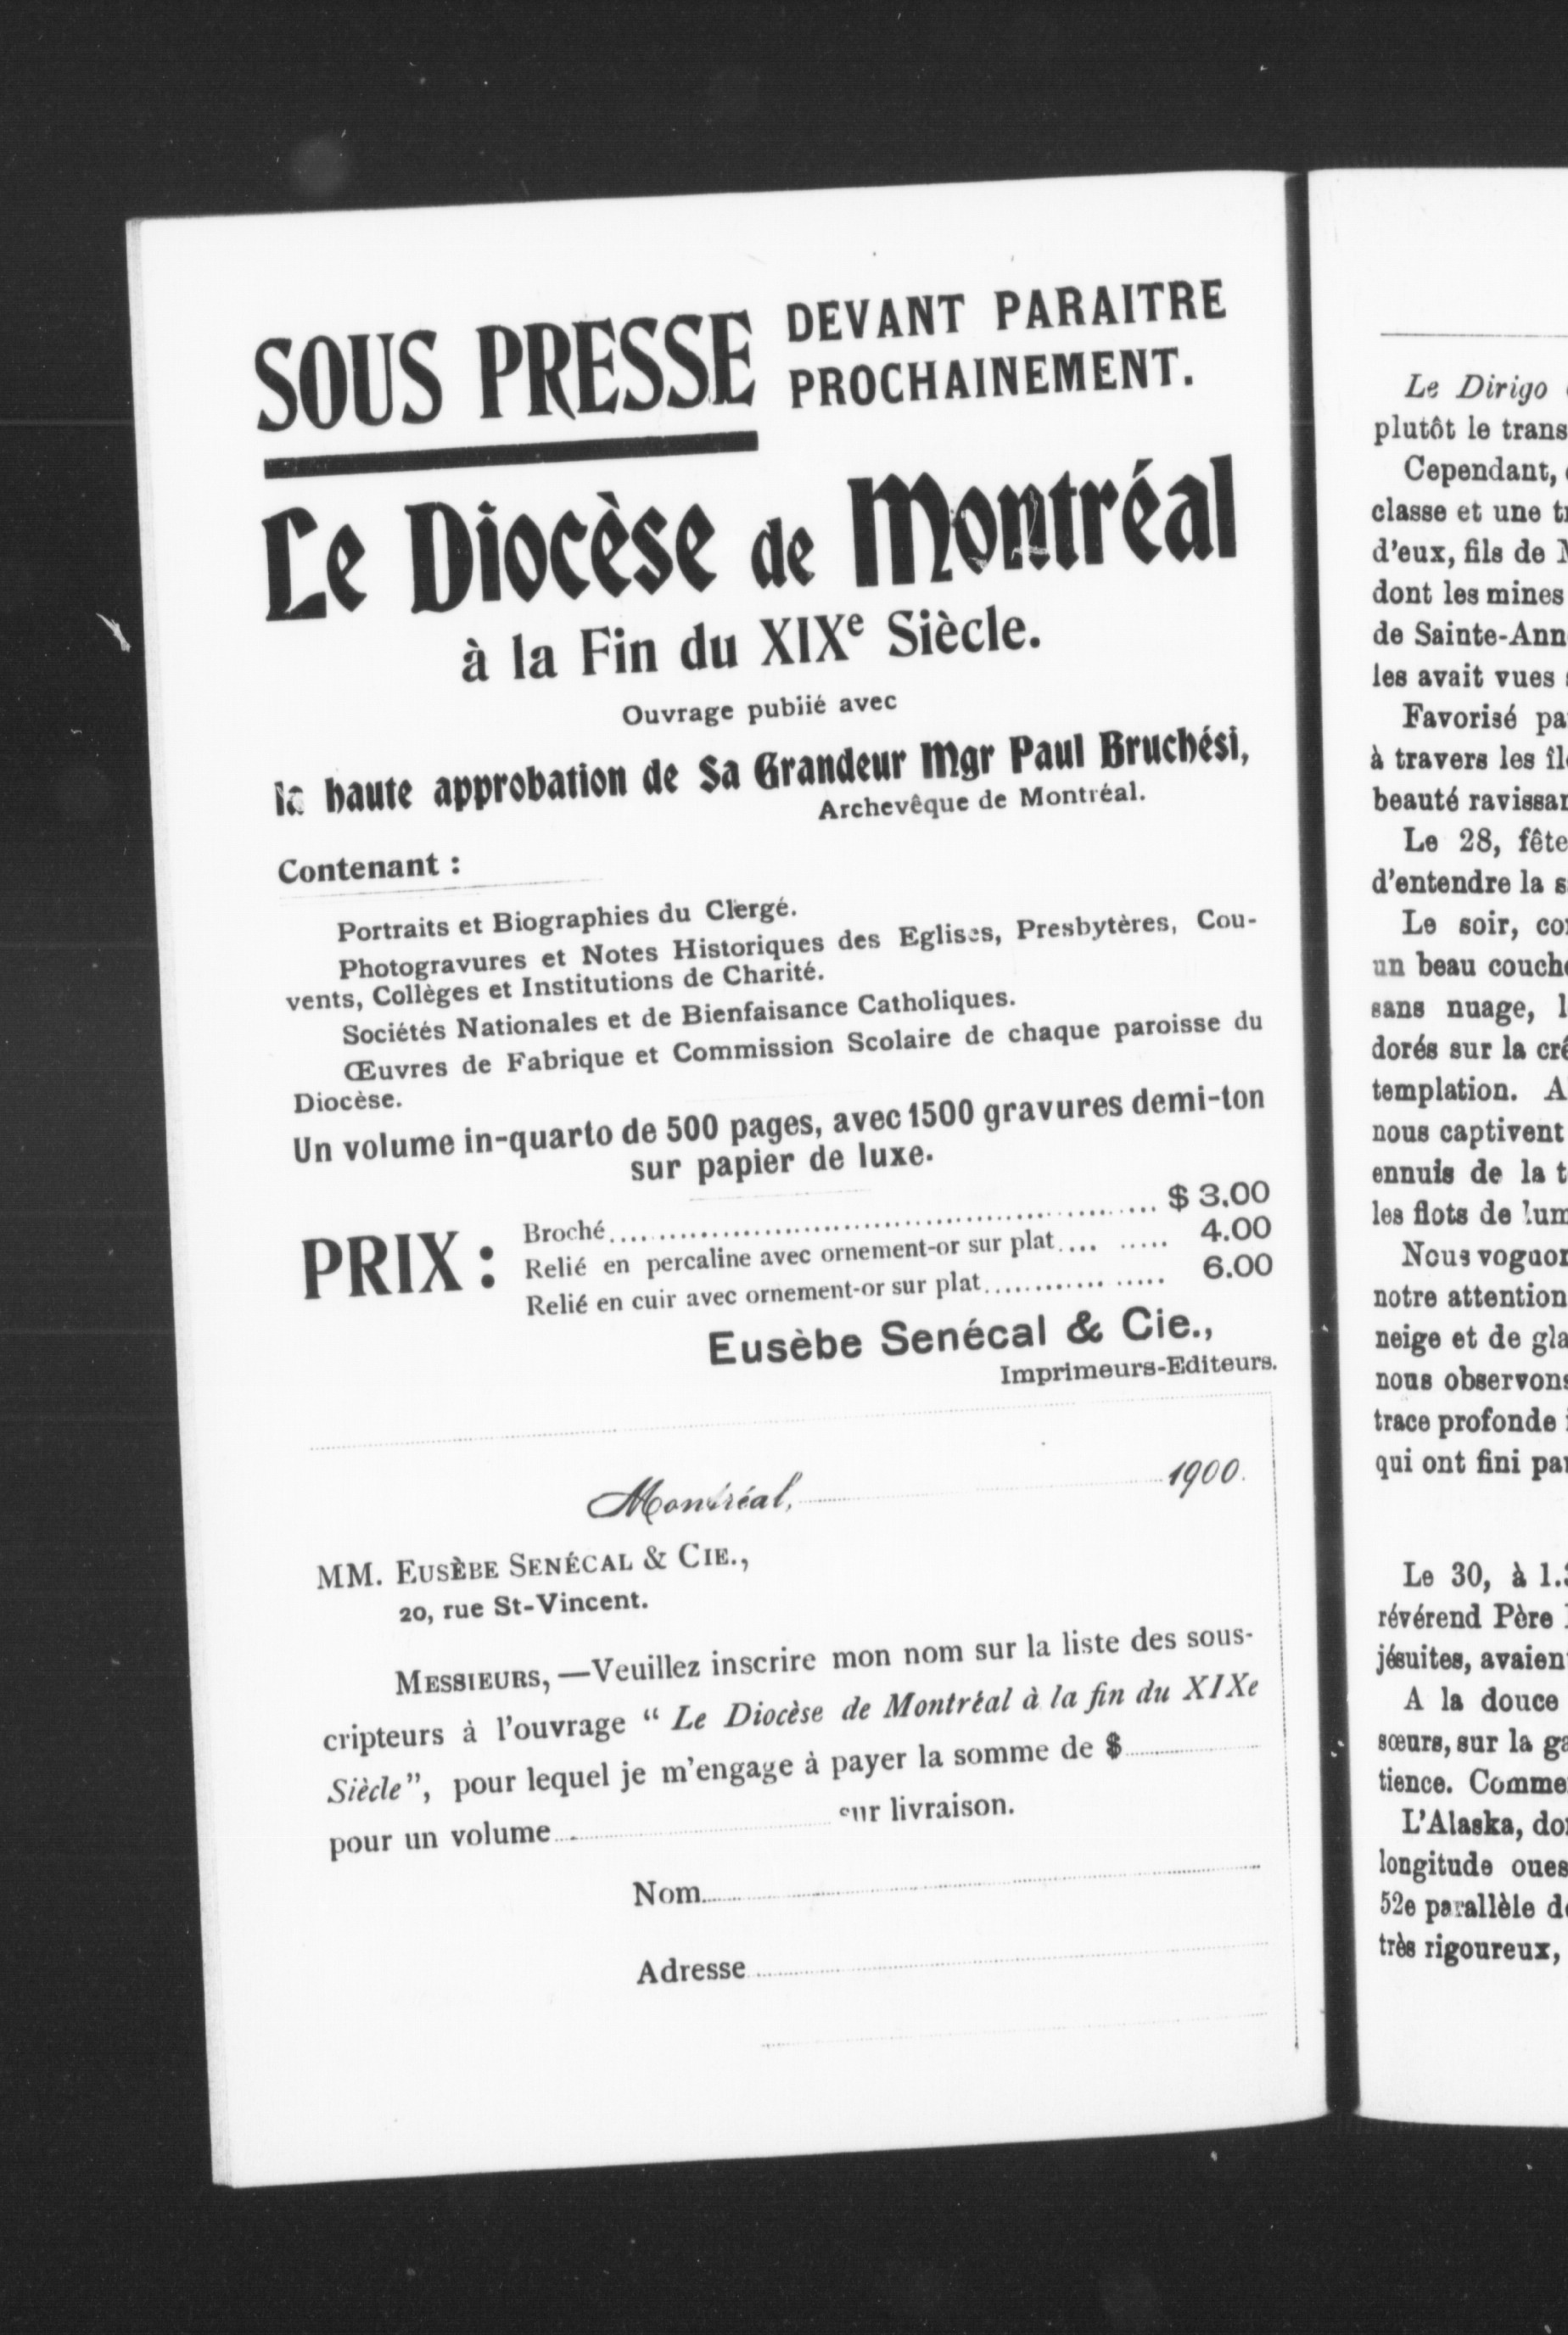 SOUS PRESSE DEVANT PARAITRE
PROCHAINEMENT.
Le Diocèse de Montréal
à la Fin du XIXe Siècle.
Ouvrage publié avec
la haute approbation de Sa Grandeur Mgr Paul Bruchési,
Archevêque de Montréal.
Contenant :
Portraits et Biographies du Clergé.
Photogravures et Notes Historiques des Eglises, Presbytères, Cou-
vents, Collèges et Institutions de Charité.
Sociétés Nationales et de Bienfaisance Catholiques.
Œuvres de Fabrique et Commission Scolaire de chaque paroisse du
Diocèse.
Un volume in-quarto de 500 pages, avec 1500 gravures demi-ton
sur papier de luxe.
PRIX :
Broché........ $ 3.00
Relié en percaline avec ornement-or sur plat........ 4.00
Relié en cuir avec ornement-or sur plat........ 6.00
Eusèbe Senécal & Cie.,
Imprimeurs-Editeurs.
Montréal, ........ 1900.
MM. EUSÈBE SENÉCAL & CIE.,
20, rue St-Vincent.
MESSIEURS, —Veuillez inscrire mon nom sur la liste des sous-
cripteurs à l'ouvrage " Le Diocèse de Montréal à la fin du XIXe
Siècle", pour lequel je m'engage à payer la somme de $........
pour un volume........ sur livraison.
Nom........
Adresse........
Le Dirigo
plutôt le trans
Cependant,
classe et une
d'eux, fils de
dont les mines
de Sainte-Ann
les avait vues
Favorisé
à travers les
beauté ravissa
Le 28, fête
d'entendre la
Le soir,
un beau couch
sans nuage,
dorés sur la
templation.
nous captivent
ennuis de la
les flots de lum
Nous voguo
notre attention
neige et de gla
nous observons
trace profonde
qui ont fini
Le 30, à 1.
révérend Père
jésuites, avaien
A la douce
sœurs, sur la
tience. Comme
L'Alaska,
longitude oues
52e parallèle
très rigoureux,